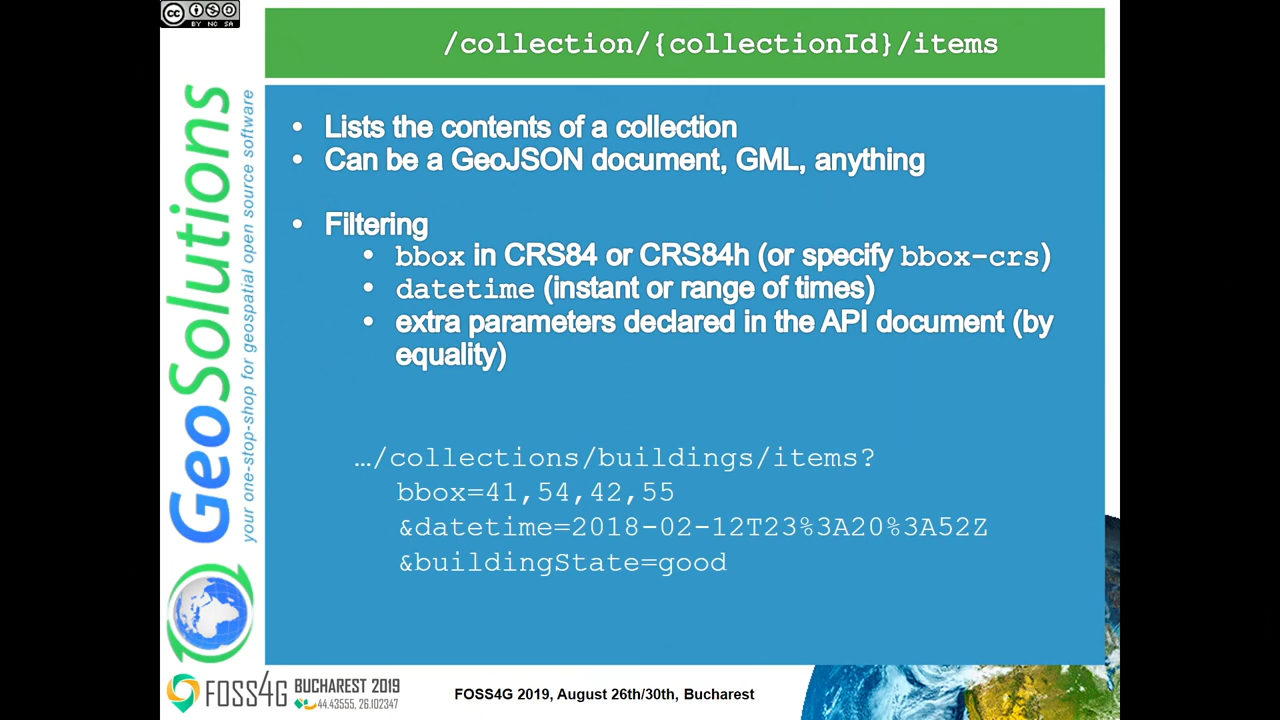 BY NC SA
/collection/{collectionId}/items
• Lists the contents of a collection
• Can be a GeoJSON document, GML, anything
• Filtering
• bbox in CRS84 or CRS84h (or specify bbox-crs)
• datetime (instant or range of times)
• extra parameters declared in the API document (by
equality)
…/collections/buildings/items?
bbox=41,54,42,55
&datetime=2018-02-12T23%3A20%3A52Z
&buildingState=good
GeoSolutions
your one-stop-shop for geospatial open source software
FOSS4G BUCHAREST 2019
44.43555, 26.102347
FOSS4G 2019, August 26th/30th, Bucharest